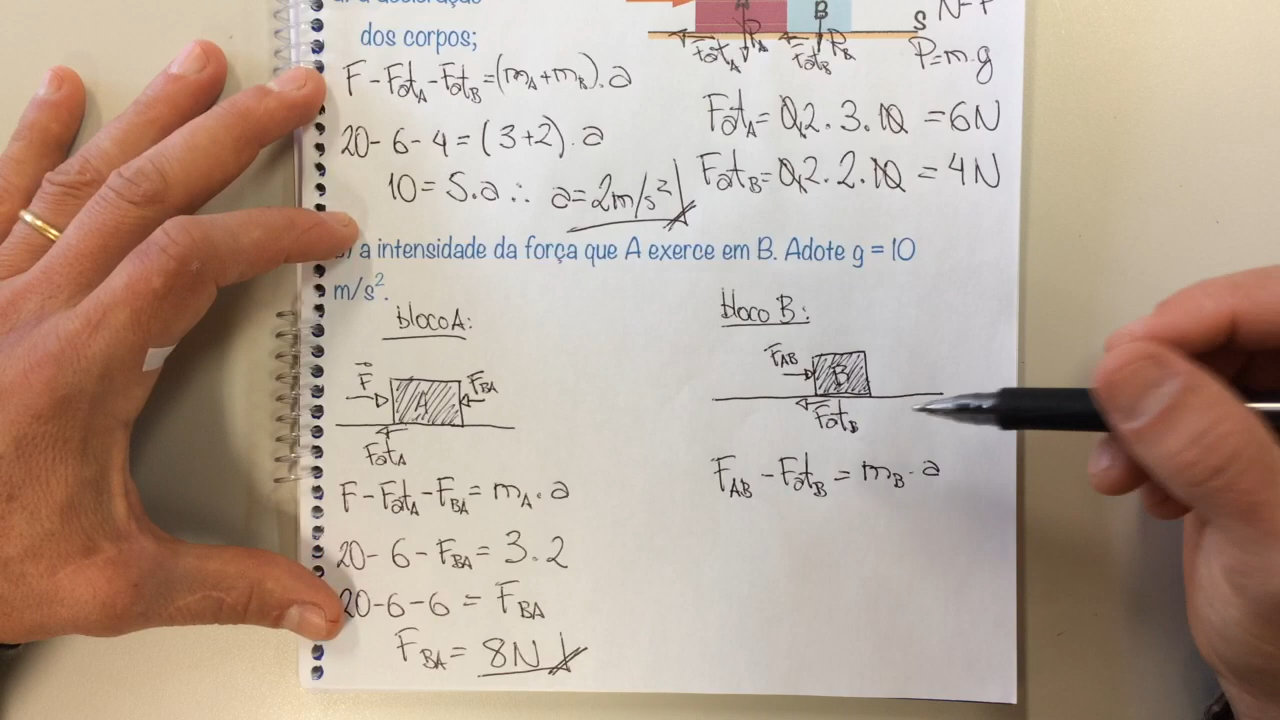 dos corpos;
A
B
S
P_A
P_B
Fat_A
Fat_B
P=m.g
F-Fat_A-Fat_B=(m_A+m_B).a
20-6-4=(3+2).a
10=5.a∴ a=2m/s²
Fat_A=0,2.3.10=6N
Fat_B=0,2.2.10=4N
a intensidade da força que A exerce em B. Adote g = 10
m/s².
bloco A:
F
A
F_BA
Fat_A
F-Fat_A-F_BA=m_A.a
20-6-F_BA=3.2
20-6-6=F_BA
F_BA=8N
bloco B:
F_AB
B
Fat_B
F_AB-Fat_B=m_B.a